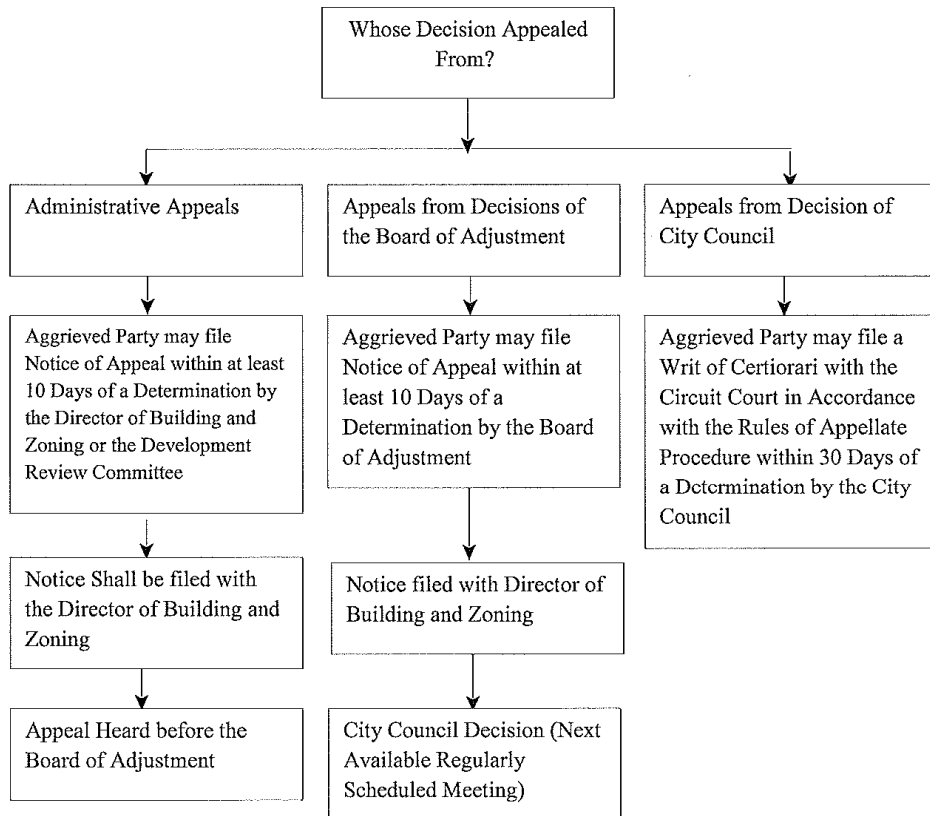 Whose Decision Appealed
From?
Administrative Appeals
Appeals from Decisions of
the Board of Adjustment
Appeals from Decision of
City Council
Aggrieved Party may file
Notice of Appeal within at least
10 Days of a Determination by
the Director of Building and
Zoning or the Development
Review Committee
Aggrieved Party may file
Notice of Appeal within at
least 10 Days of a
Determination by the Board
of Adjustment
Aggrieved Party may file a
Writ of Certiorari with the
Circuit Court in Accordance
with the Rules of Appellate
Procedure within 30 Days of
a Determination by the City
Council
Notice Shall be filed with
the Director of Building and
Zoning
Notice filed with Director of
Building and Zoning
Appeal Heard before the
Board of Adjustment
City Council Decision (Next
Available Regularly
Scheduled Meeting)